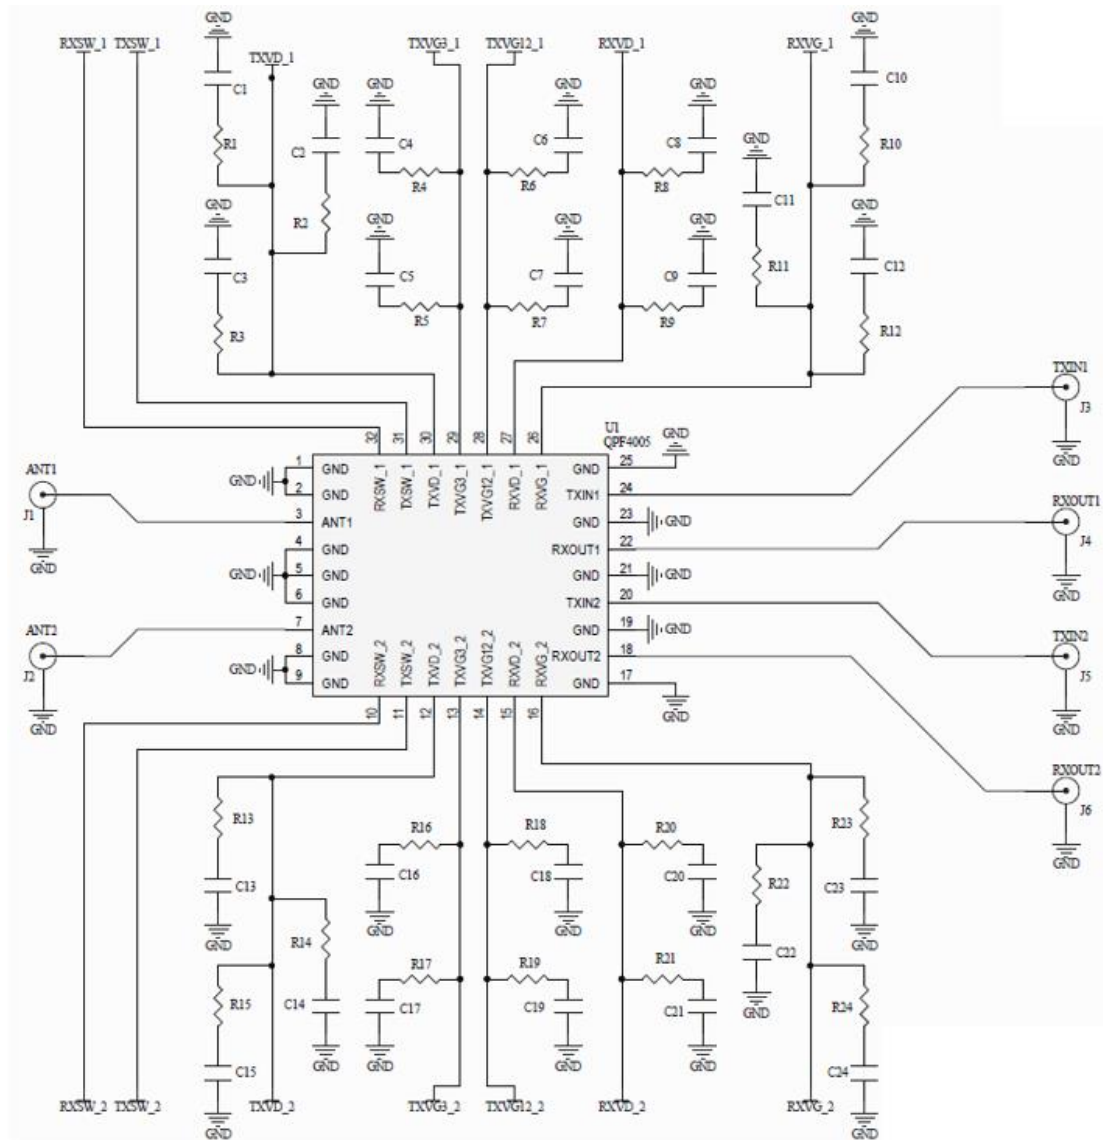 GND GND
RXSW_1 TXSW_1 TXVG3_1 TXVG12_1 RXVD_1 RXVG_1
TXVD_1
C1 GND GND GND GND C10
C2 C4 C6 C8 GND
R1 R10
R4 R6 R8 C11
GND R2 GND GND GND GND
C3 C5 C7 C9 R11 C12
R3 R5 R7 R9 R12
TXIN1
J3
GND
32 31 30 29 28 27 26
U1
QPF4005
GND
RXSW_1 TXSW_1 TXVD_1 TXVG3_1 TXVG12_1 RXVD_1 RXVG_1
ANT1
J1
GND
GND 1 GND GND 25
2 GND TXIN1 24
3 ANT1 GND 23 GND
4 GND RXOUT1 22
GND 5 GND GND 21 GND
6 GND TXIN2 20
7 ANT2 GND 19 GND
GND 8 GND RXOUT2 18
9 GND GND 17
GND
RXOUT1
J4
GND
ANT2
J2
GND
TXIN2
J5
GND
RXSW_2 TXSW_2 TXVD_2 TXVG3_2 TXVG12_2 RXVD_2 RXVG_2
10 11 12 13 14 15 16
RXOUT2
J6
GND
R13 R16 R18 R20 R23
C13 C16 C18 C20 R22 C23
GND GND GND GND GND
R14 C22
R15 R17 R19 R21 R24
C14 C17 C19 C21 GND
C15 GND GND GND GND C24
GND GND
RXSW_2 TXSW_2 TXVD_2 TXVG3_2 TXVG12_2 RXVD_2 RXVG_2